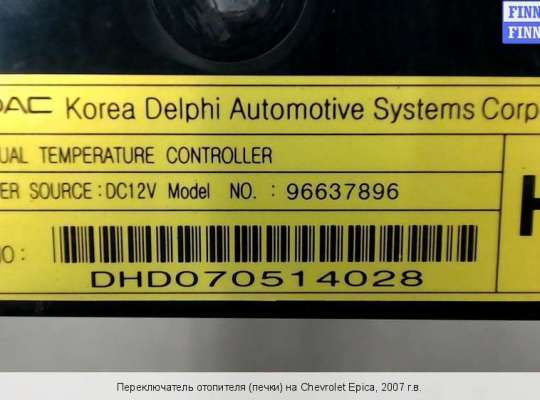 FINN
FINN
DAC Korea Delphi Automotive Systems Corp
UAL TEMPERATURE CONTROLLER
ER SOURCE : DC12V Model NO. : 96637896
H
NO :
DHD070514028
Переключатель отопителя (печки) на Chevrolet Epica, 2007 г.в.